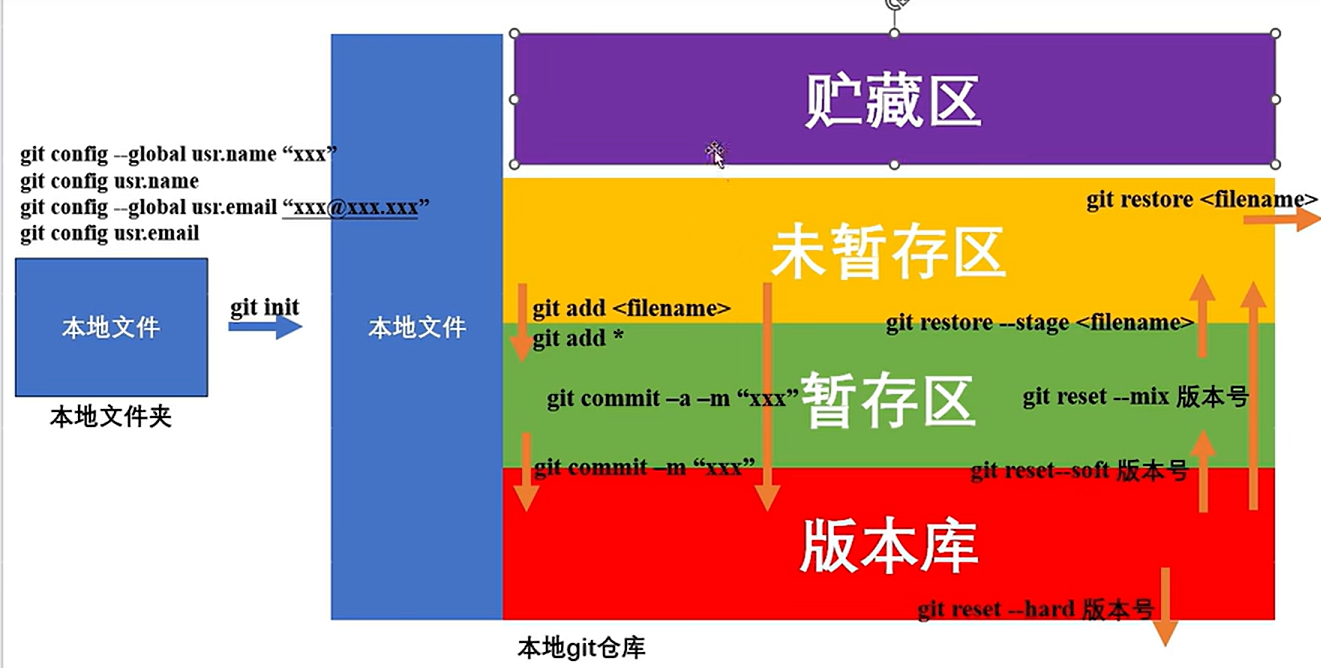 贮藏区
git config --global usr.name “xxx”
git config usr.name
git config --global usr.email “xxx@xxx.xxx”
git config usr.email
git restore <filename>
未暂存区
本地文件
git init
本地文件
本地文件夹
git add <filename>
git add *
git restore --stage <filename>
git commit –a –m “xxx”
暂存区
git reset --mix 版本号
git commit –m “xxx”
git reset--soft 版本号
版本库
git reset --hard 版本号
本地git仓库